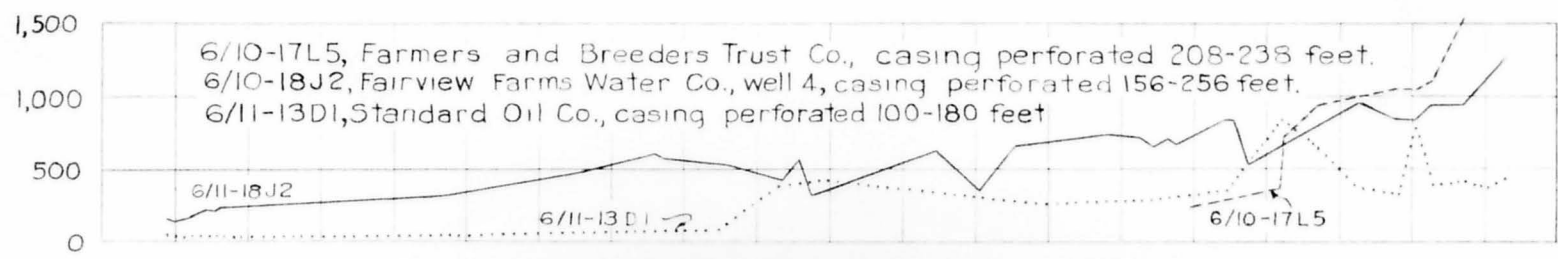 1,500
6/10-17L5, Farmers and Breeders Trust Co., casing perforated 208-238 feet.
6/10-18J2, Fairview Farms Water Co., well 4, casing perforated 156-256 feet.
1,000
6/11-13D1, Standard Oil Co., casing perforated 100-180 feet
500
6/11-18J2
6/11-13D1
6/10-17L5
0